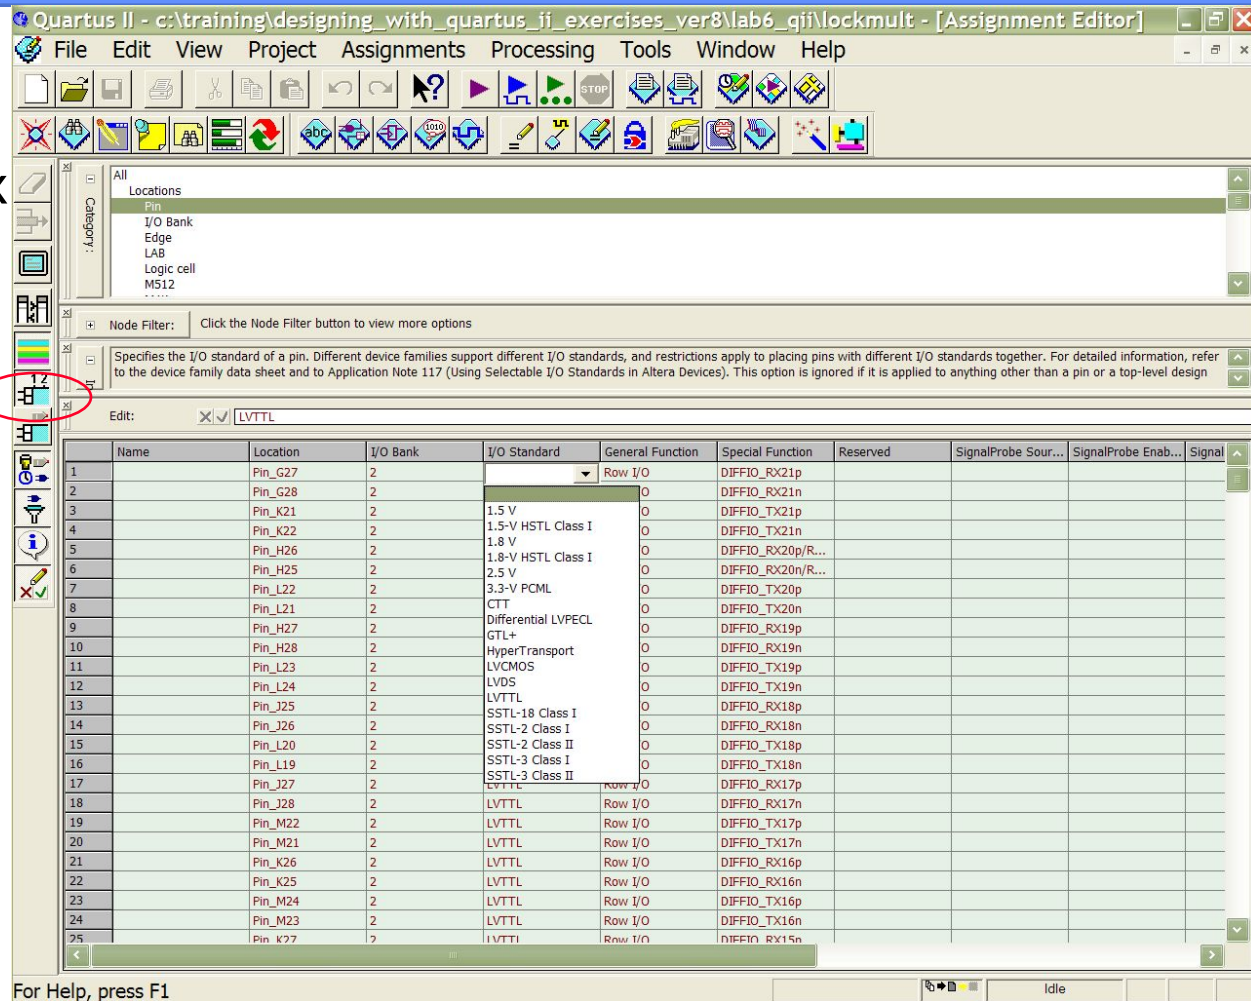 Quartus II - c:\training\designing_with_quartus_ii_exercises_ver8\lab6_qii\lockmult - [Assignment Editor]
File Edit View Project Assignments Processing Tools Window Help
STOP
abc
1010
Category:
All
Locations
Pin
I/O Bank
Edge
LAB
Logic cell
M512
Node Filter: Click the Node Filter button to view more options
Specifies the I/O standard of a pin. Different device families support different I/O standards, and restrictions apply to placing pins with different I/O standards together. For detailed information, refer
to the device family data sheet and to Application Note 117 (Using Selectable I/O Standards in Altera Devices). This option is ignored if it is applied to anything other than a pin or a top-level design
Edit: LVTTL
Name Location I/O Bank I/O Standard General Function Special Function Reserved SignalProbe Sour... SignalProbe Enab... Signal
1 Pin_G27 2 Row I/O DIFFIO_RX21p
2 Pin_G28 2 O DIFFIO_RX21n
3 Pin_K21 2 1.5 V O DIFFIO_TX21p
4 Pin_K22 2 1.5-V HSTL Class I O DIFFIO_TX21n
1.8 V
5 Pin_H26 2 1.8-V HSTL Class I O DIFFIO_RX20p/R...
6 Pin_H25 2 2.5 V O DIFFIO_RX20n/R...
7 Pin_L22 2 3.3-V PCML O DIFFIO_TX20p
8 Pin_L21 2 CTT O DIFFIO_TX20n
Differential LVPECL
9 Pin_H27 2 GTL+ O DIFFIO_RX19p
10 Pin_H28 2 HyperTransport O DIFFIO_RX19n
11 Pin_L23 2 LVCMOS O DIFFIO_TX19p
12 Pin_L24 2 LVDS O DIFFIO_TX19n
LVTTL
13 Pin_J25 2 SSTL-18 Class I O DIFFIO_RX18p
14 Pin_J26 2 SSTL-2 Class I O DIFFIO_RX18n
15 Pin_L20 2 SSTL-2 Class II O DIFFIO_TX18p
16 Pin_L19 2 SSTL-3 Class I O DIFFIO_TX18n
SSTL-3 Class II
17 Pin_J27 2 LVTTL Row I/O DIFFIO_RX17p
18 Pin_J28 2 LVTTL Row I/O DIFFIO_RX17n
19 Pin_M22 2 LVTTL Row I/O DIFFIO_TX17p
20 Pin_M21 2 LVTTL Row I/O DIFFIO_TX17n
21 Pin_K26 2 LVTTL Row I/O DIFFIO_RX16p
22 Pin_K25 2 LVTTL Row I/O DIFFIO_RX16n
23 Pin_M24 2 LVTTL Row I/O DIFFIO_TX16p
24 Pin_M23 2 LVTTL Row I/O DIFFIO_TX16n
25 Pin_K27 2 LVTTL Row I/O DIFFIO_RX15n
For Help, press F1 Idle